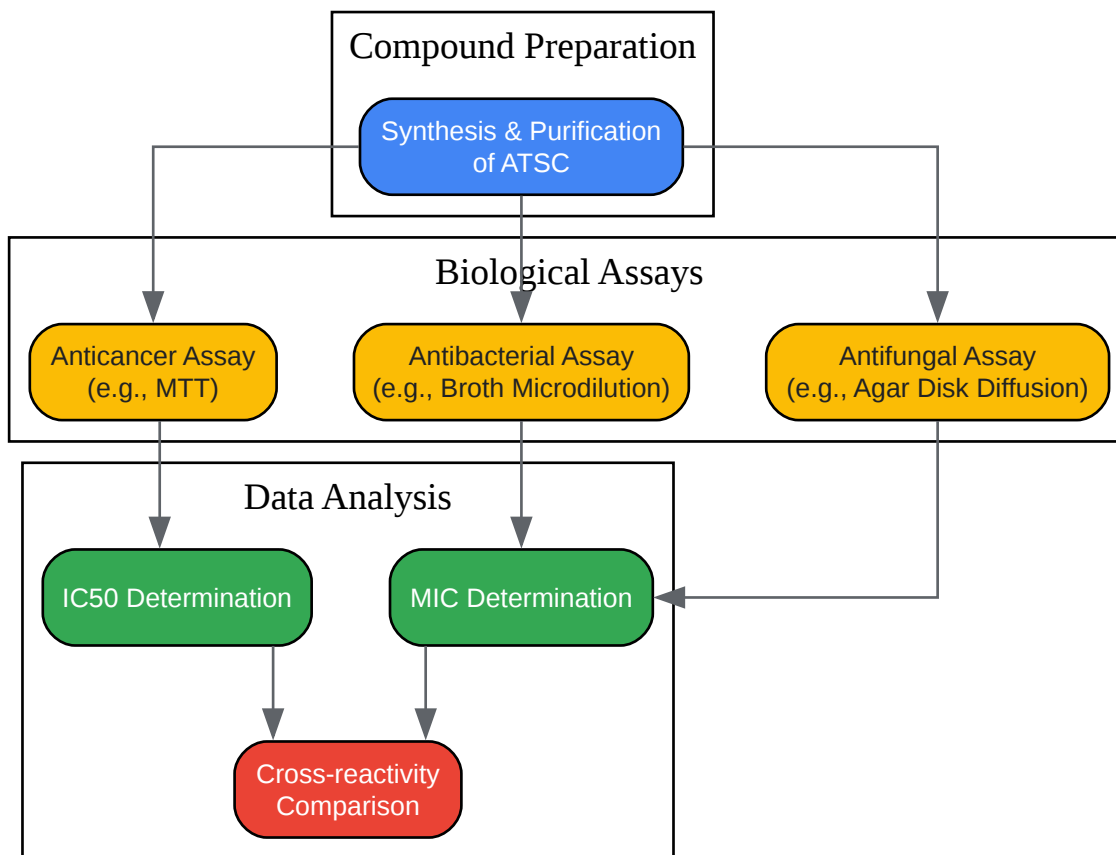 Compound Preparation
Synthesis & Purification
of ATSC
Biological Assays
Anticancer Assay
(e.g., MTT)
Antibacterial Assay
(e.g., Broth Microdilution)
Antifungal Assay
(e.g., Agar Disk Diffusion)
Data Analysis
IC50 Determination
MIC Determination
Cross-reactivity
Comparison